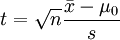 t = √n (x̄ − μ₀) / s